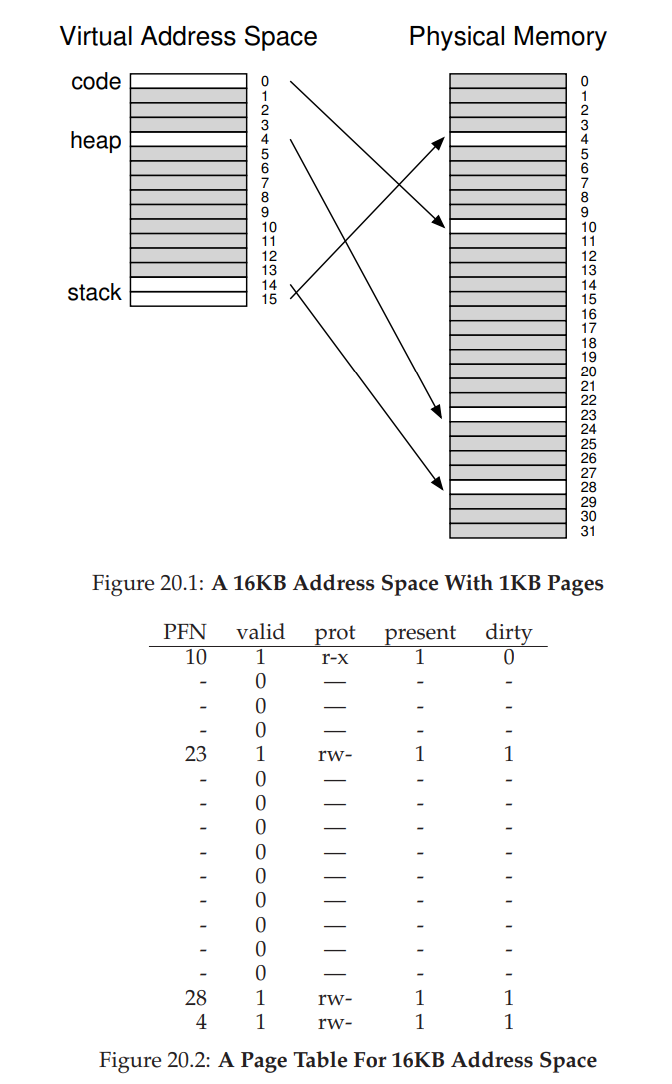 Virtual Address Space
Physical Memory
code
heap
stack
0
1
2
3
4
5
6
7
8
9
10
11
12
13
14
15
0
1
2
3
4
5
6
7
8
9
10
11
12
13
14
15
16
17
18
19
20
21
22
23
24
25
26
27
28
29
30
31
Figure 20.1: A 16KB Address Space With 1KB Pages
PFN valid prot present dirty
10 1 r-x 1 0
- 0 — - -
- 0 — - -
- 0 — - -
23 1 rw- 1 1
- 0 — - -
- 0 — - -
- 0 — - -
- 0 — - -
- 0 — - -
- 0 — - -
- 0 — - -
- 0 — - -
- 0 — - -
28 1 rw- 1 1
4 1 rw- 1 1
Figure 20.2: A Page Table For 16KB Address Space